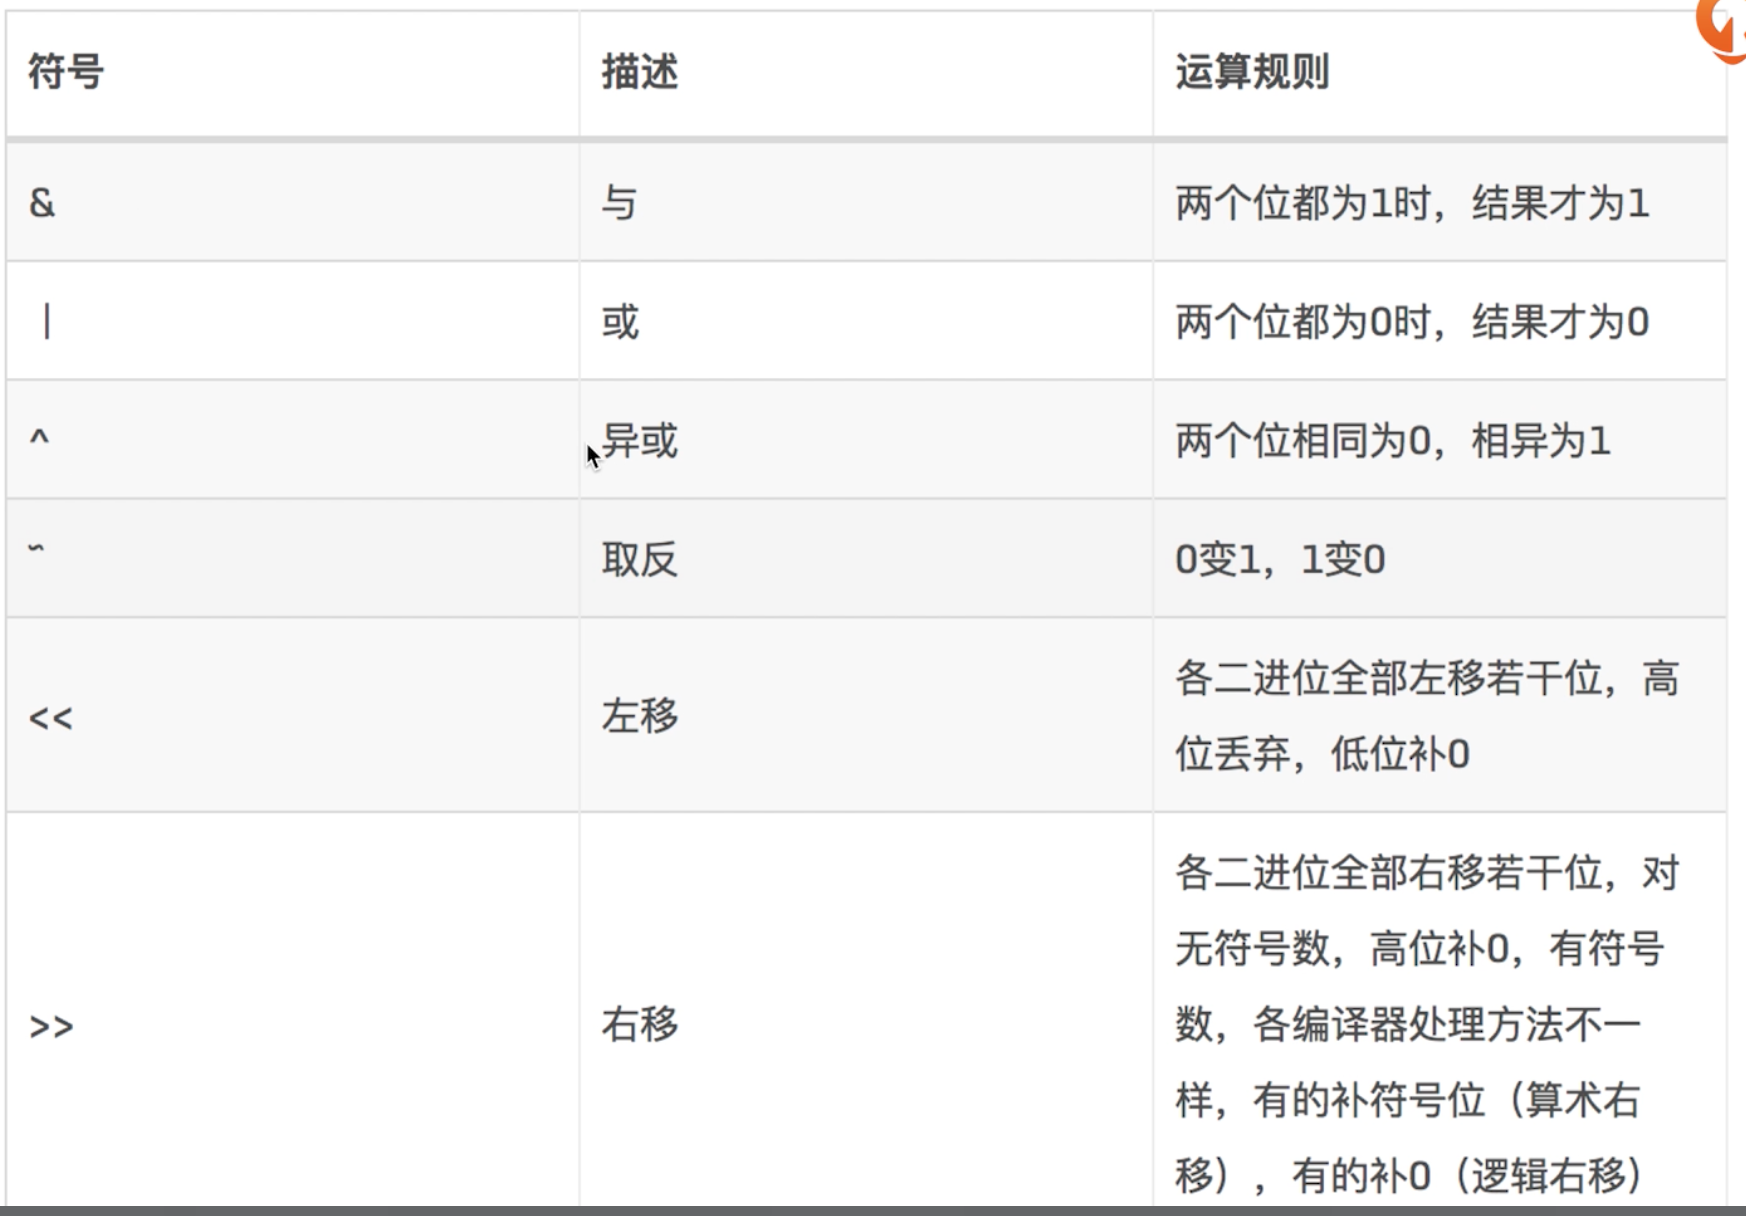 符号 描述 运算规则
& 与 两个位都为1时，结果才为1
| 或 两个位都为0时，结果才为0
^ 异或 两个位相同为0，相异为1
~ 取反 0变1，1变0
<< 左移 各二进位全部左移若干位，高
位丢弃，低位补0
>> 右移 各二进位全部右移若干位，对
无符号数，高位补0，有符号
数，各编译器处理方法不一
样，有的补符号位（算术右
移），有的补0（逻辑右移）